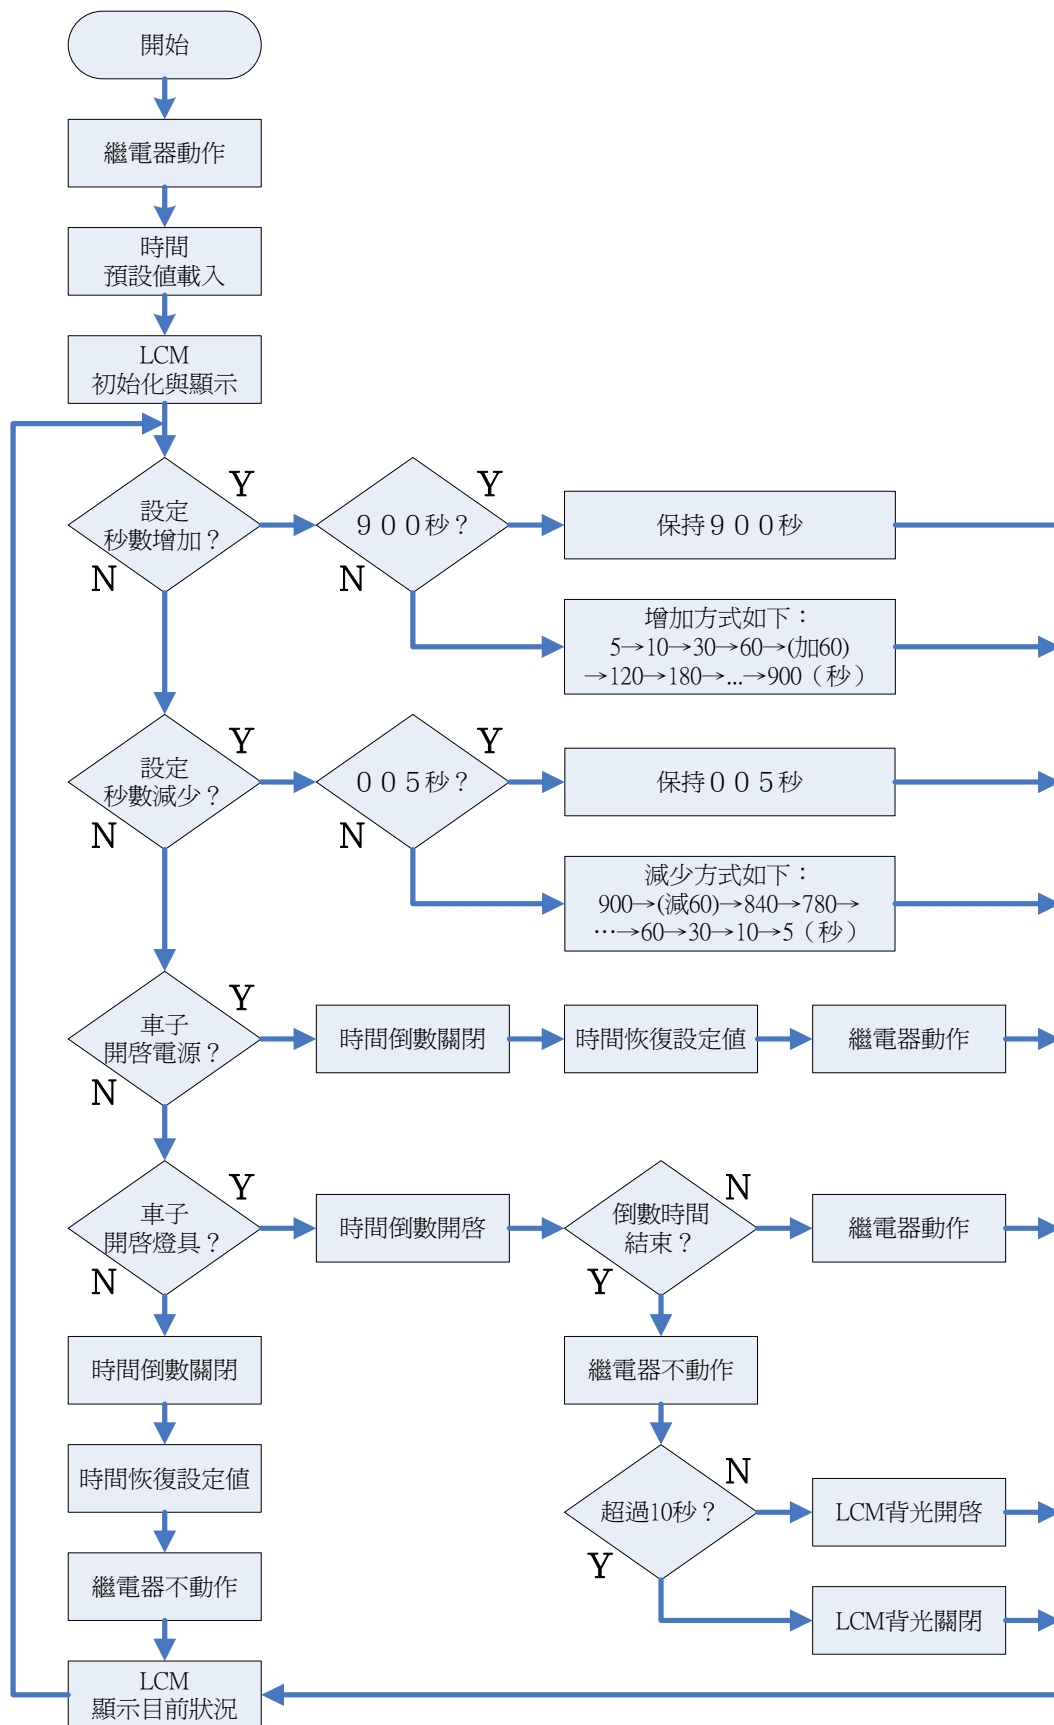 開始
繼電器動作
時間
預設值載入
LCM
初始化與顯示
設定
秒數增加？
Y
N
９００秒？
Y
N
保持９００秒
增加方式如下：
5→10→30→60→(加60)
→120→180→...→900（秒）
設定
秒數減少？
Y
N
００５秒？
Y
N
保持００５秒
減少方式如下：
900→(減60)→840→780→
…→60→30→10→5（秒）
車子
開啓電源？
Y
N
時間倒數關閉
時間恢復設定值
繼電器動作
車子
開啓燈具？
Y
N
時間倒數開啓
倒數時間
結束？
N
Y
繼電器動作
時間倒數關閉
繼電器不動作
時間恢復設定值
超過10秒？
N
Y
LCM背光開啓
繼電器不動作
LCM背光關閉
LCM
顯示目前狀況